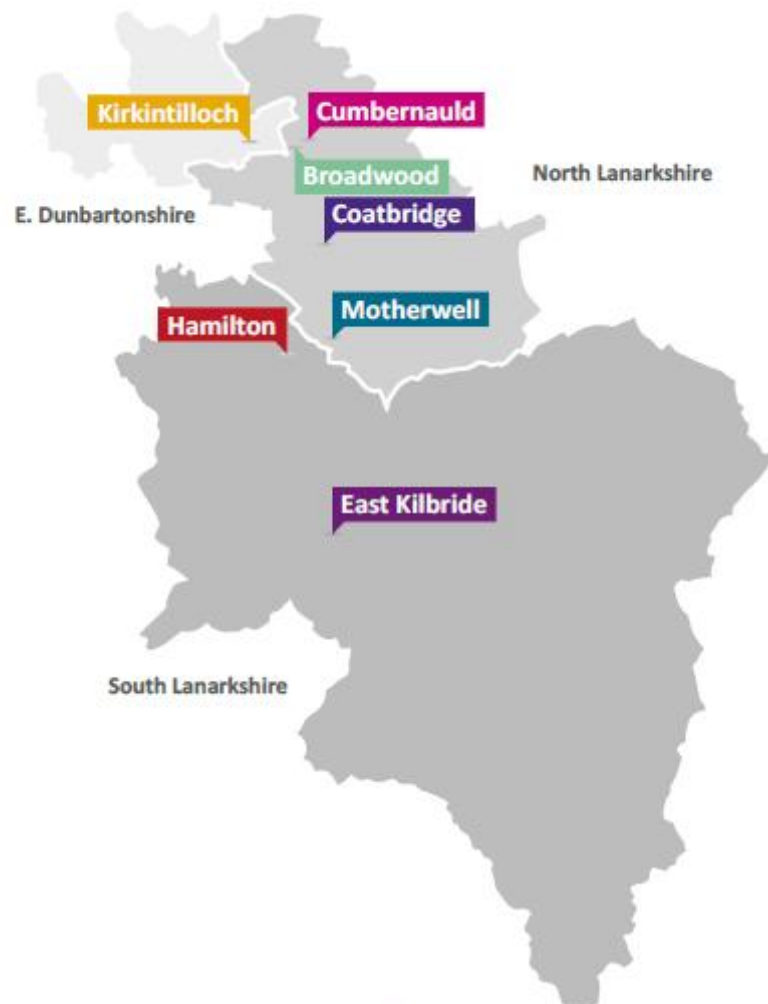 Kirkintilloch
Cumbernauld
Broadwood
North Lanarkshire
E. Dunbartonshire
Coatbridge
Hamilton
Motherwell
East Kilbride
South Lanarkshire